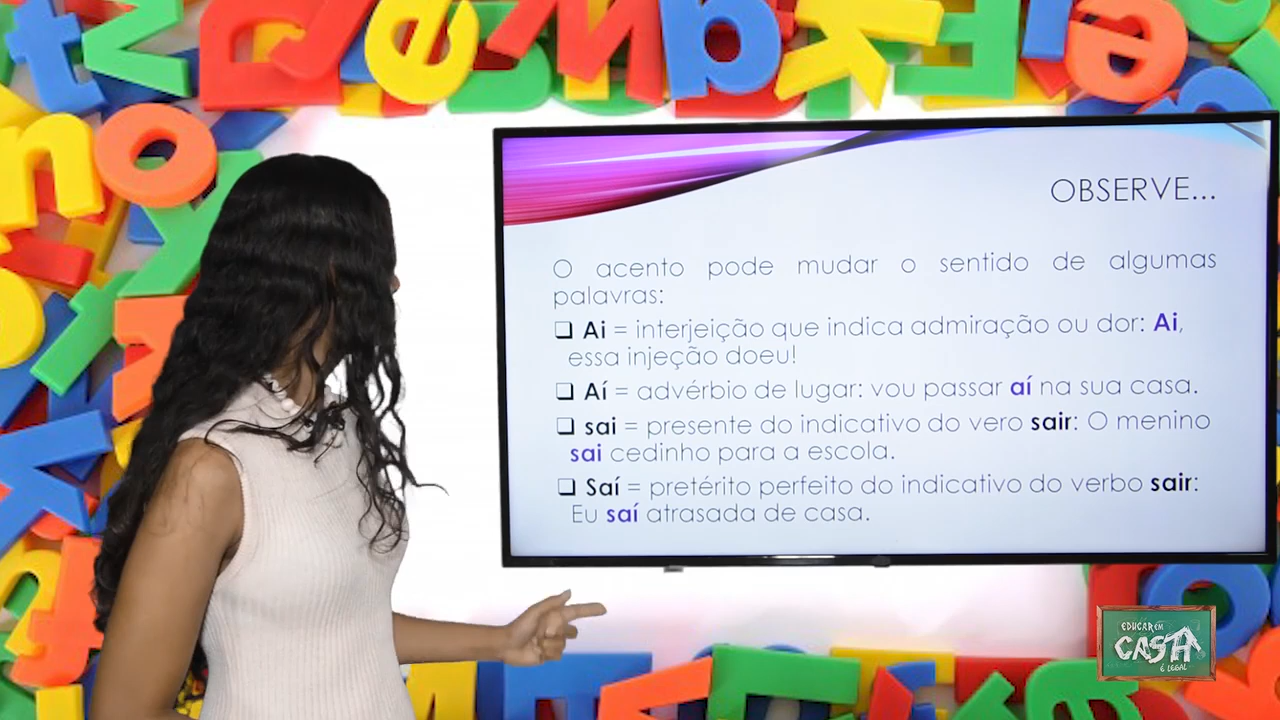 OBSERVE...
O acento pode mudar o sentido de algumas
palavras:
❑ Ai = interjeição que indica admiração ou dor: Ai,
essa injeção doeu!
❑ Aí = advérbio de lugar: vou passar aí na sua casa.
❑ sai = presente do indicativo do vero sair: O menino
sai cedinho para a escola.
❑ Saí = pretérito perfeito do indicativo do verbo sair:
Eu saí atrasada de casa.
EDUCAR EM
CASA
É LEGAL